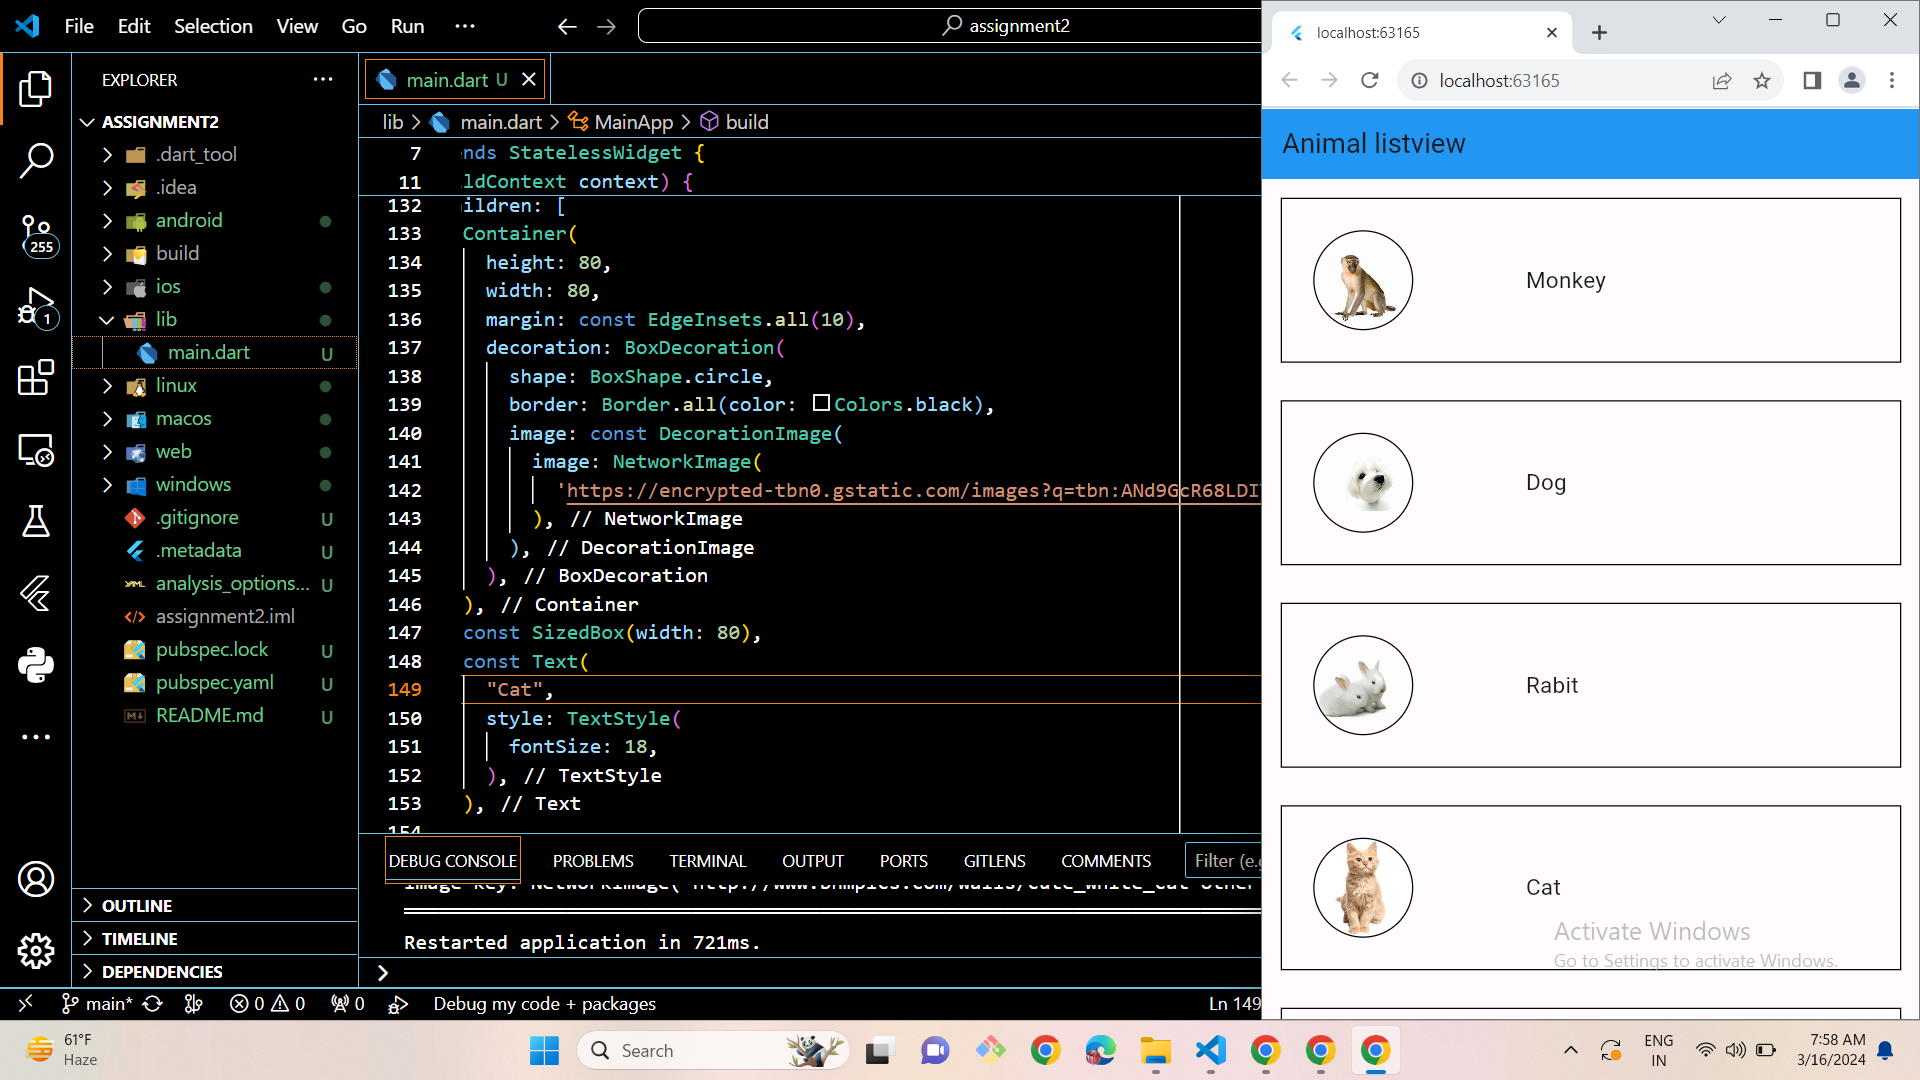 File Edit Selection View Go Run ...
assignment2
EXPLORER
ASSIGNMENT2
.dart_tool
.idea
android
build
ios
lib
main.dart U
linux
macos
web
windows
.gitignore U
.metadata U
analysis_options... U
assignment2.iml
pubspec.lock U
pubspec.yaml U
README.md U
OUTLINE
TIMELINE
DEPENDENCIES
255
1
main.dart U
lib > main.dart > MainApp > build
7 nds StatelessWidget {
11 ldContext context) {
132 ildren: [
133 Container(
134 height: 80,
135 width: 80,
136 margin: const EdgeInsets.all(10),
137 decoration: BoxDecoration(
138 shape: BoxShape.circle,
139 border: Border.all(color: Colors.black),
140 image: const DecorationImage(
141 image: NetworkImage(
142 'https://encrypted-tbn0.gstatic.com/images?q=tbn:ANd9GcR68LDI
143 ), // NetworkImage
144 ), // DecorationImage
145 ), // BoxDecoration
146 ), // Container
147 const SizedBox(width: 80),
148 const Text(
149 "Cat",
150 style: TextStyle(
151 fontSize: 18,
152 ), // TextStyle
153 ), // Text
154
DEBUG CONSOLE PROBLEMS TERMINAL OUTPUT PORTS GITLENS COMMENTS Filter (e.g
Restarted application in 721ms.
main* 0 0 0 Debug my code + packages Ln 149
localhost:63165
localhost:63165
Animal listview
Monkey
Dog
Rabit
Cat
Activate Windows
Go to Settings to activate Windows.
61°F
Haze
Search
ENG
IN
7:58 AM
3/16/2024